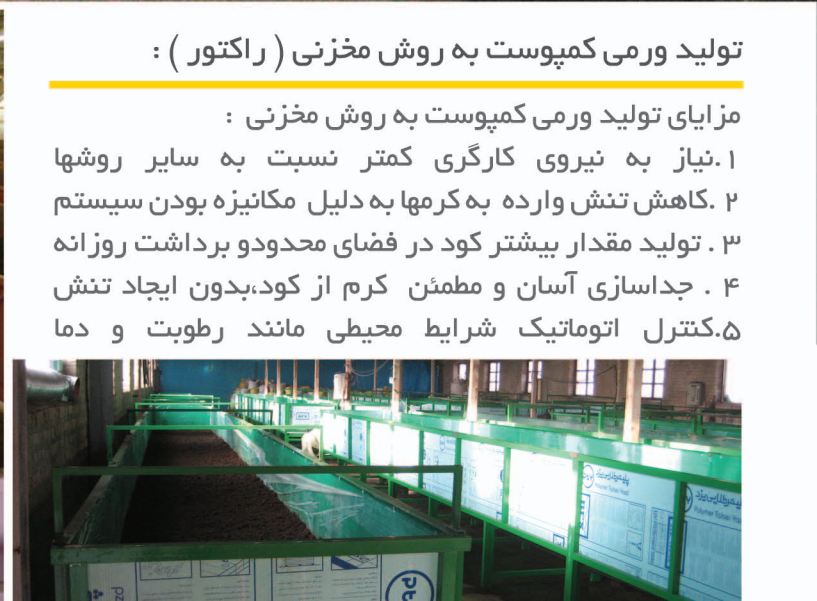 تولید ورمی کمپوست به روش مخزنی ( راکتور ) :
مزایای تولید ورمی کمپوست به روش مخزنی :
۱.نیاز به نیروی کارگری کمتر نسبت به سایر روشها
۲ .کاهش تنش وارده به کرمها به دلیل مکانیزه بودن سیستم
۳ . تولید مقدار بیشتر کود در فضای محدودو برداشت روزانه
۴ . جداسازی آسان و مطمئن کرم از کود،بدون ایجاد تنش
۵.کنترل اتوماتیک شرایط محیطی مانند رطوبت و دما